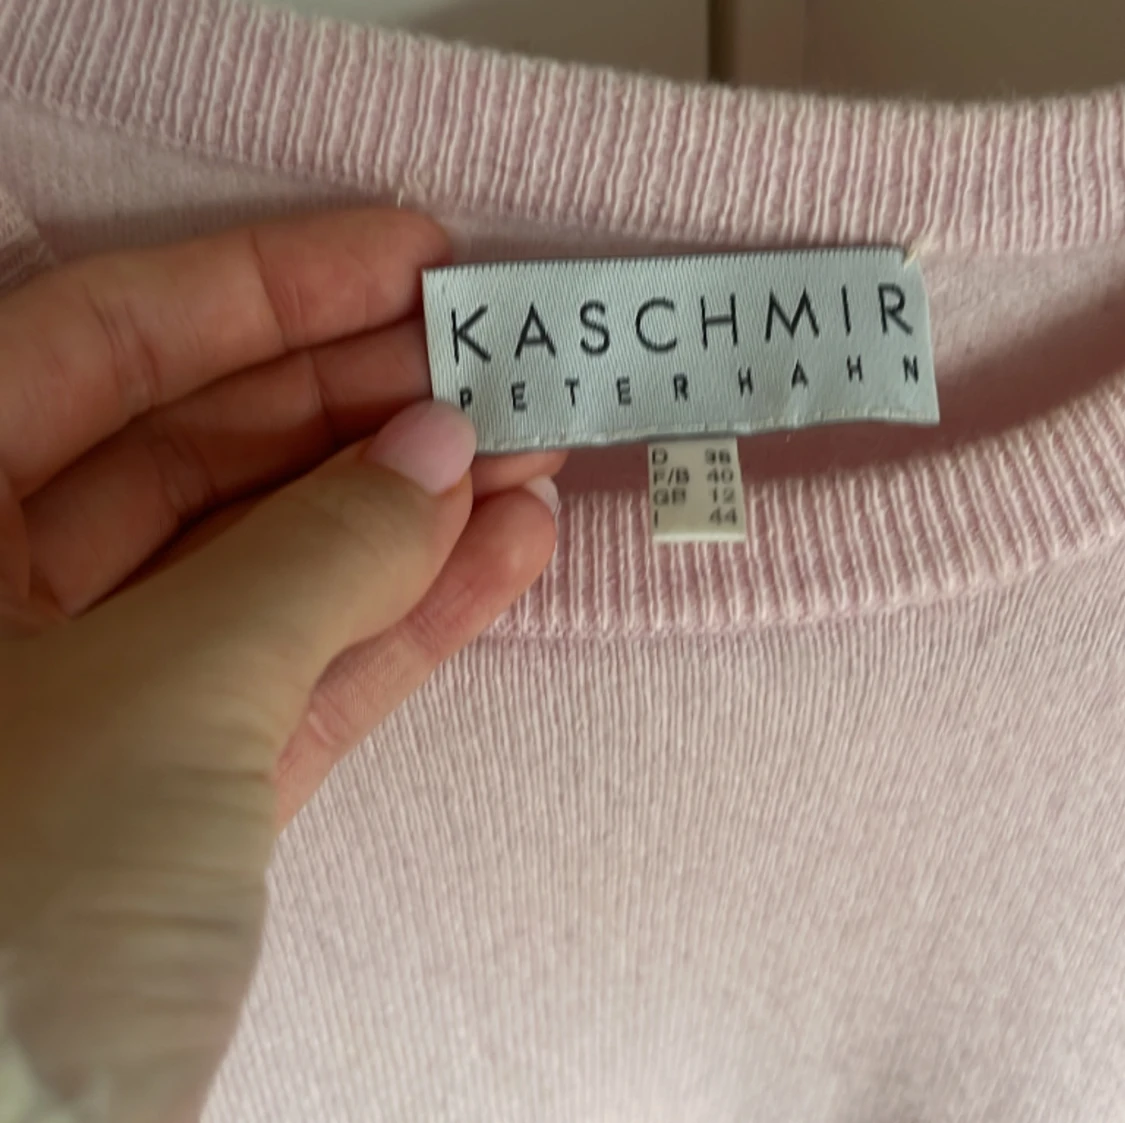 KASCHMIR
PETER HAHN
D 38
F/B 40
GB 12
I 44